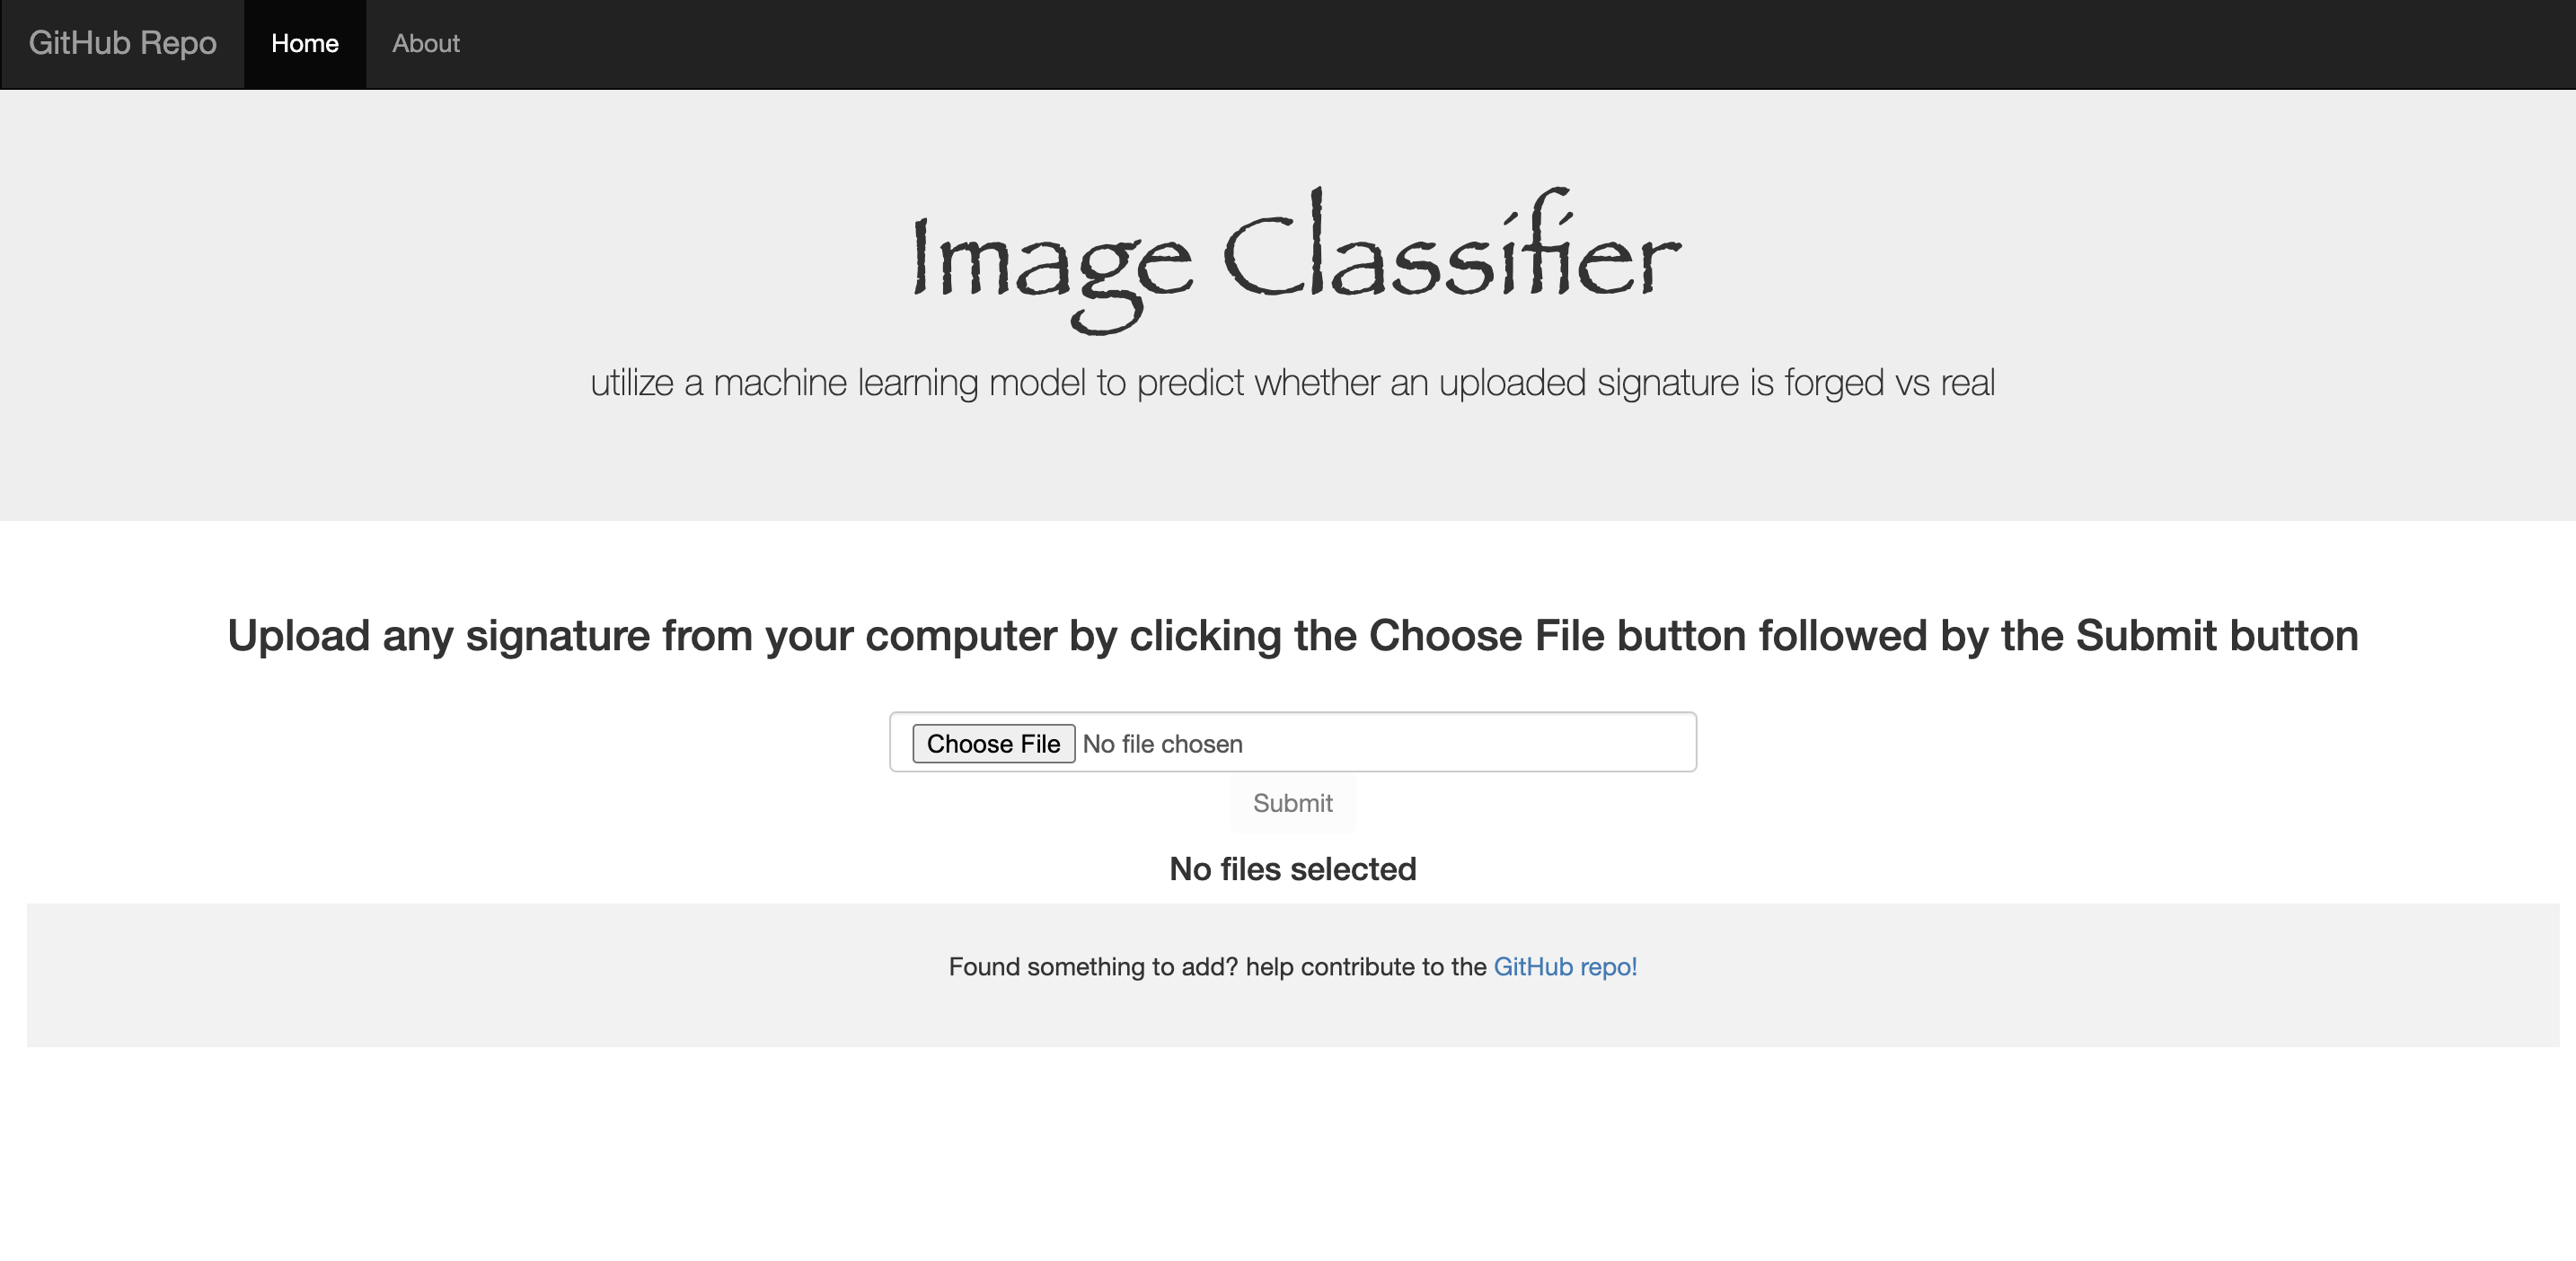 GitHub Repo Home About
Image Classifier
utilize a machine learning model to predict whether an uploaded signature is forged vs real
Upload any signature from your computer by clicking the Choose File button followed by the Submit button
Choose File No file chosen
Submit
No files selected
Found something to add? help contribute to the GitHub repo!